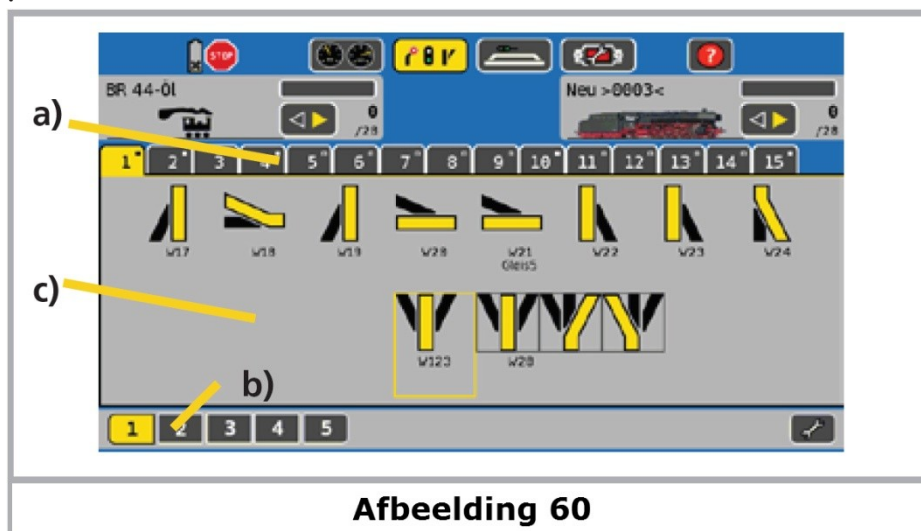 STOP
?
BR 44-Öl
0
/28
Neu >0003<
0
/28
a)
1 2 3 4 5 6 7 8 9 10 11 12 13 14 15
W17 W18 W19 W20 W21 W22 W23 W24
Gleis5
c)
W123 W28
b)
1 2 3 4 5
Afbeelding 60